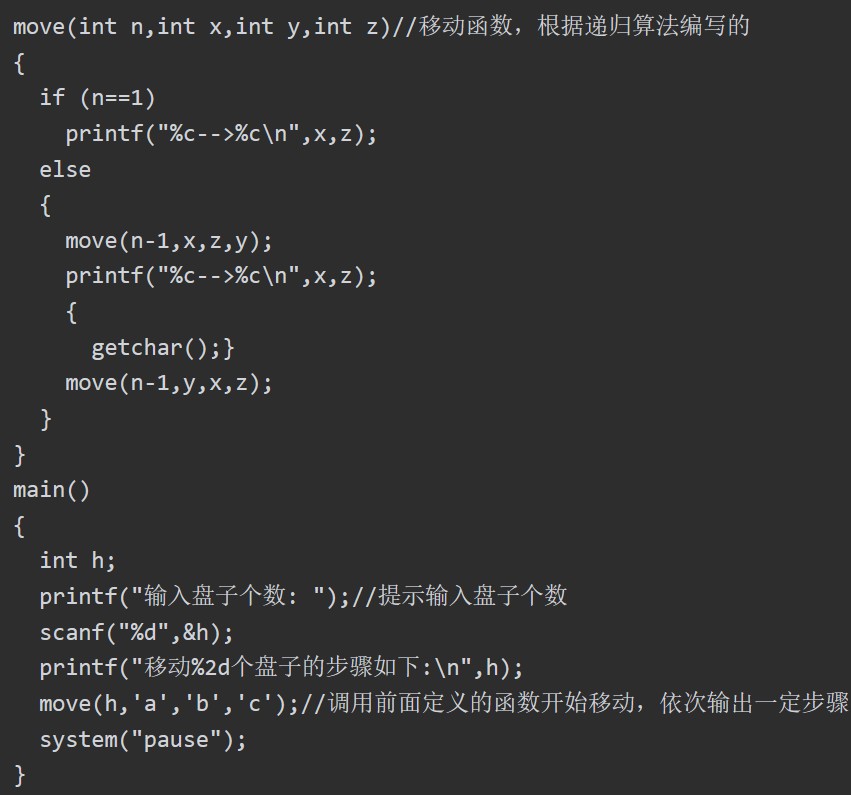 move(int n,int x,int y,int z)//移动函数，根据递归算法编写的
{
  if (n==1)
    printf("%c-->%c\n",x,z);
  else
  {
    move(n-1,x,z,y);
    printf("%c-->%c\n",x,z);
    {
      getchar();}
    move(n-1,y,x,z);
  }
}
main()
{
  int h;
  printf("输入盘子个数: ");//提示输入盘子个数
  scanf("%d",&h);
  printf("移动%2d个盘子的步骤如下:\n",h);
  move(h,'a','b','c');//调用前面定义的函数开始移动，依次输出一定步骤
  system("pause");
}